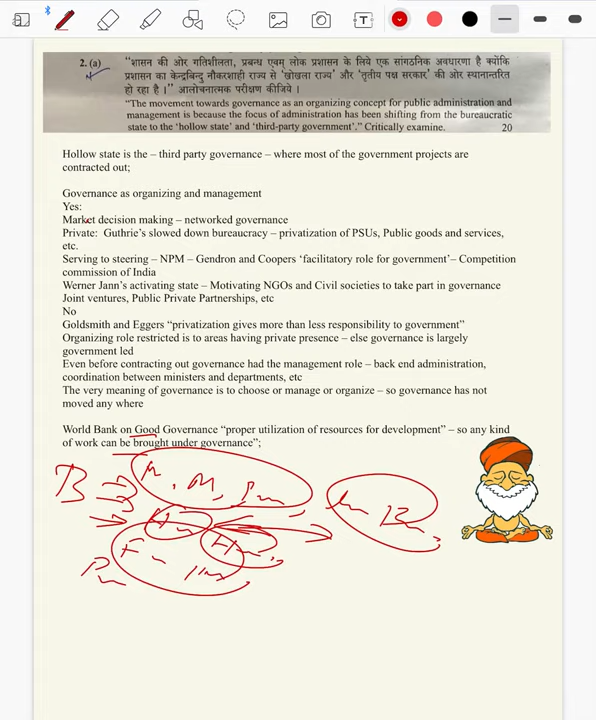 2. (a) "शासन की ओर गतिशीलता, प्रबन्ध एवम् लोक प्रशासन के लिये एक सांगठनिक अवधारणा है क्योंकि
प्रशासन का केन्द्रबिन्दु नौकरशाही राज्य से 'खोखला राज्य' और 'तृतीय पक्ष सरकार' की ओर स्थानान्तरित
हो रहा है।" आलोचनात्मक परीक्षण कीजिये।
"The movement towards governance as an organizing concept for public administration and
management is because the focus of administration has been shifting from the bureaucratic
state to the 'hollow state' and 'third-party government'." Critically examine. 20
Hollow state is the – third party governance – where most of the government projects are
contracted out;
Governance as organizing and management
Yes:
Market decision making – networked governance
Private: Guthrie's slowed down bureaucracy – privatization of PSUs, Public goods and services,
etc.
Serving to steering – NPM – Gendron and Coopers 'facilitatory role for government'– Competition
commission of India
Werner Jann's activating state – Motivating NGOs and Civil societies to take part in governance
Joint ventures, Public Private Partnerships, etc
No
Goldsmith and Eggers "privatization gives more than less responsibility to government"
Organizing role restricted is to areas having private presence – else governance is largely
government led
Even before contracting out governance had the management role – back end administration,
coordination between ministers and departments, etc
The very meaning of governance is to choose or manage or organize – so governance has not
moved any where
World Bank on Good Governance "proper utilization of resources for development" – so any kind
of work can be brought under governance";